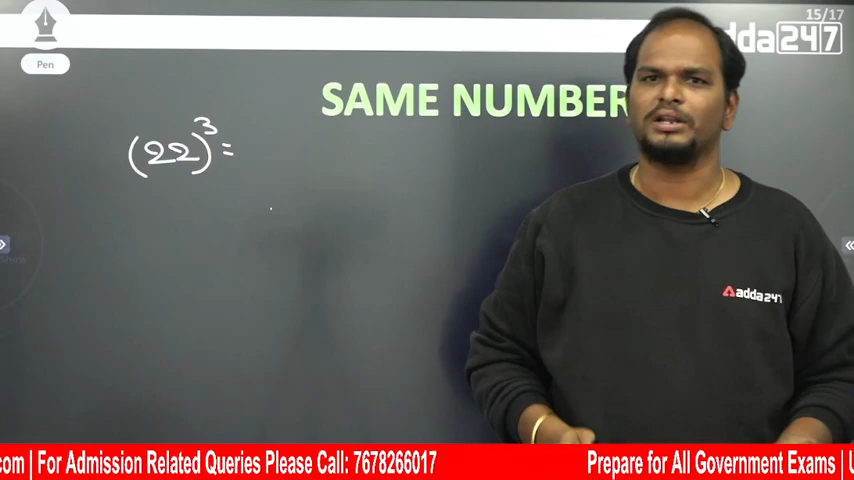 15/17
Pen
adda247
SAME NUMBER
(22)³ =
adda247
com | For Admission Related Queries Please Call: 7678266017 Prepare for All Government Exams |